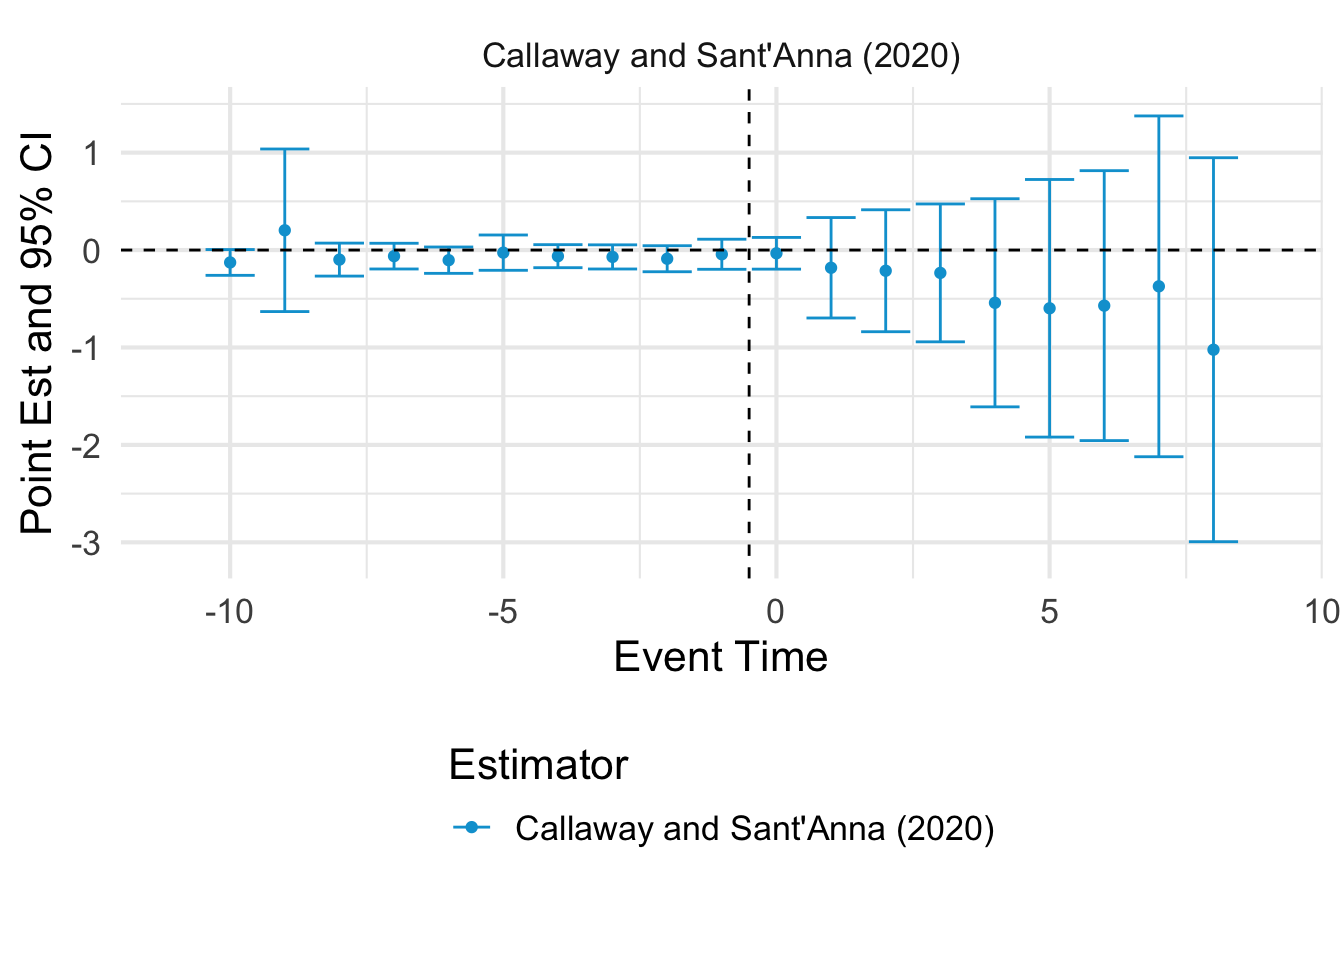 Callaway and Sant'Anna (2020)
Point Est and 95% CI
1
0
-1
-2
-3
-10
-5
0
5
10
Event Time
Estimator
Callaway and Sant'Anna (2020)